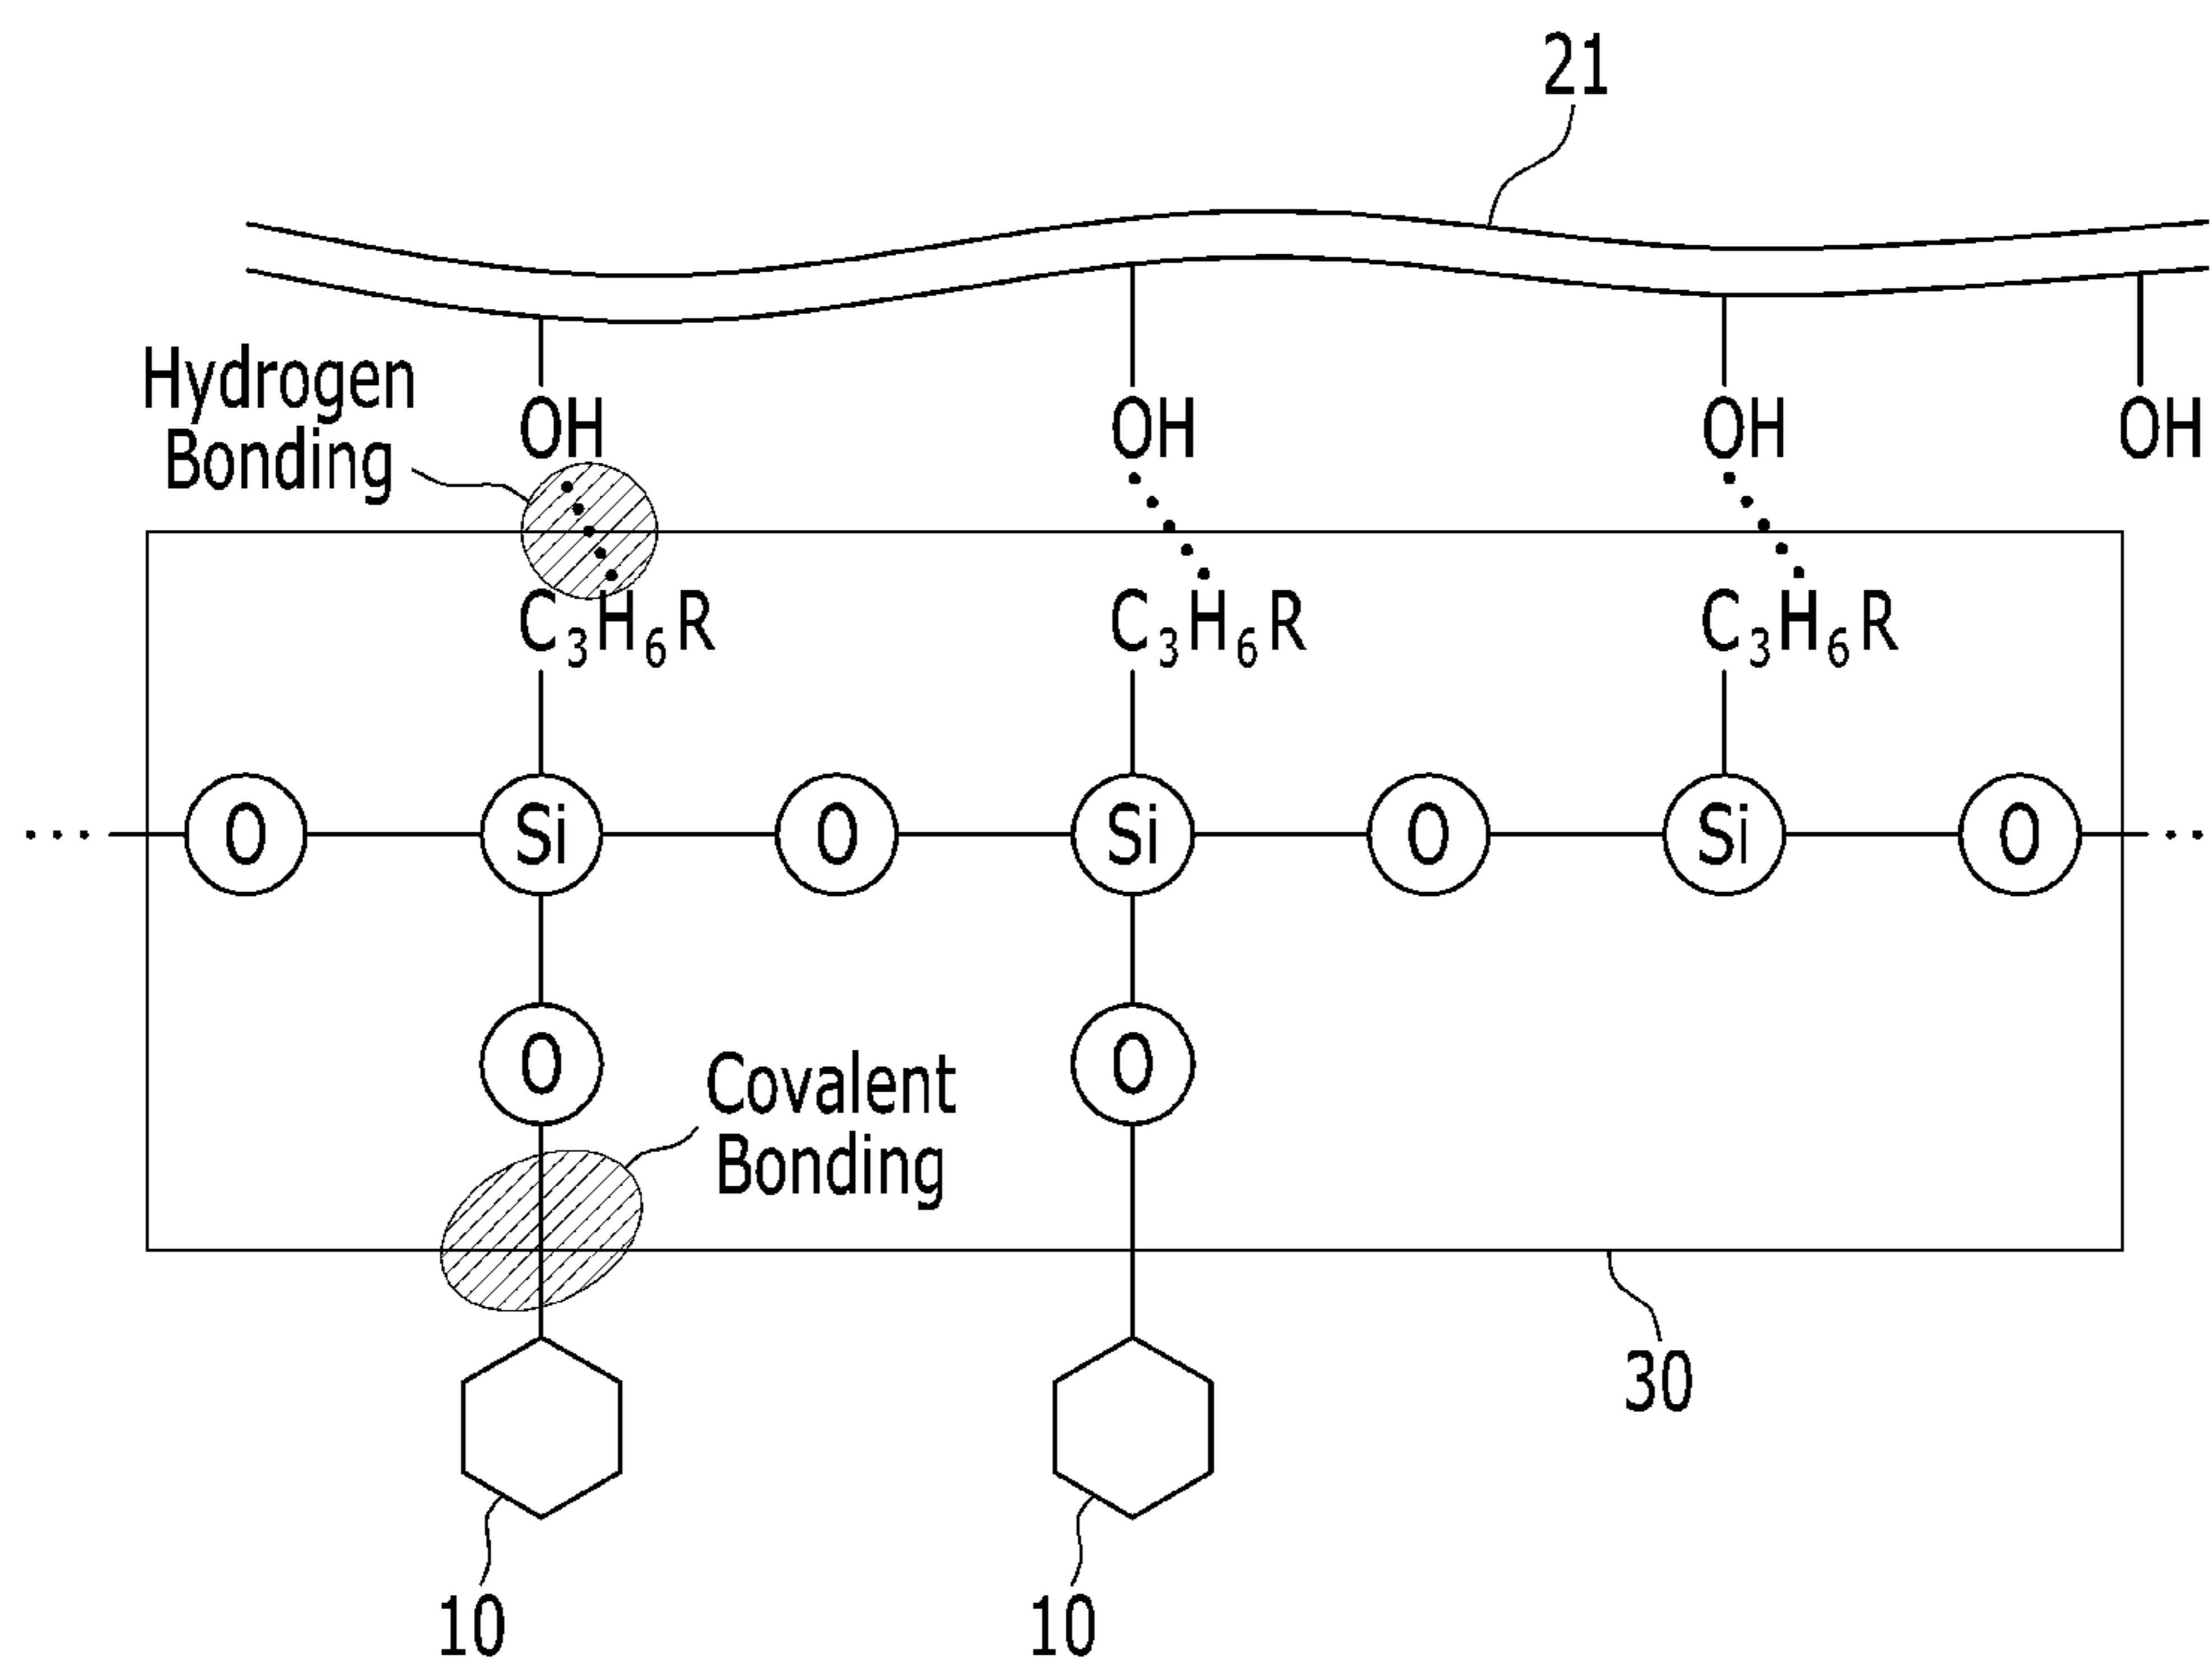 21
Hydrogen
Bonding
OH OH OH OH
C3H6R C3H6R C3H6R
... O Si O Si O Si O ..
O O
Covalent
Bonding
30
10 10